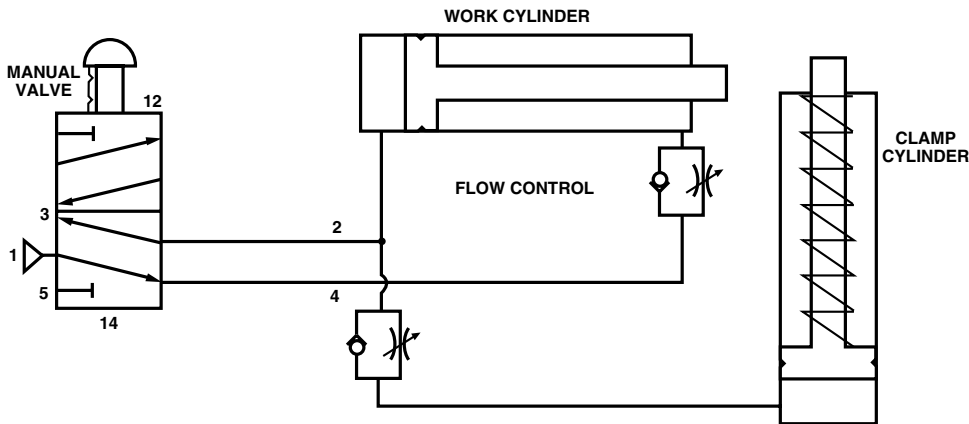 WORK CYLINDER
MANUAL
VALVE
12
CLAMP
CYLINDER
FLOW CONTROL
3
2
1
5
4
14